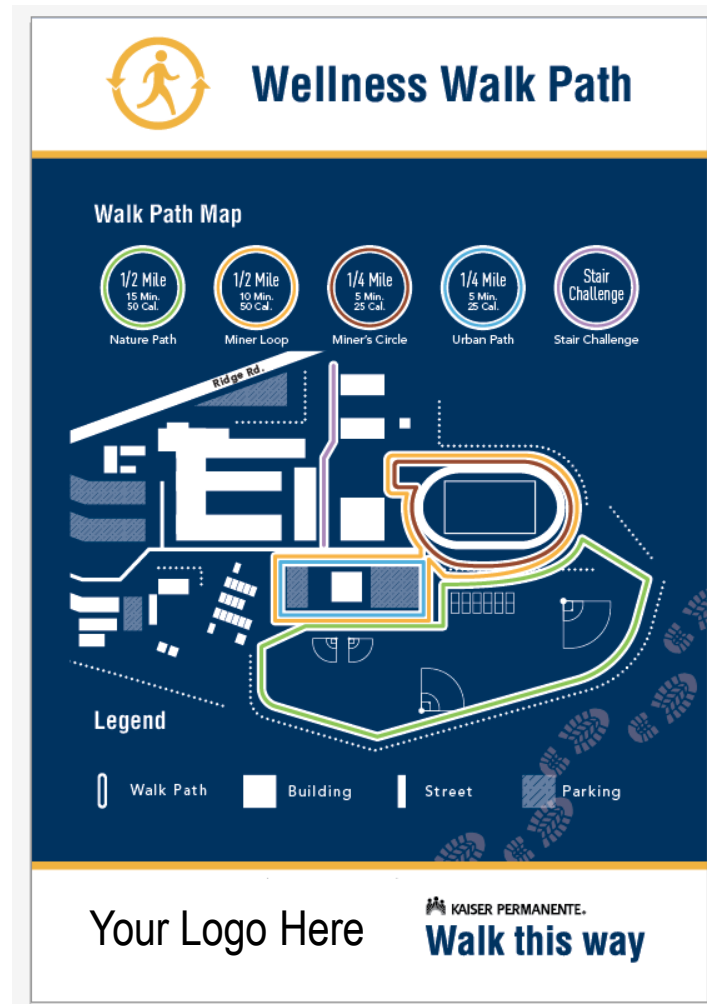 Wellness Walk Path
Walk Path Map
1/2 Mile
15 Min.
50 Cal.
Nature Path
1/2 Mile
10 Min.
50 Cal.
Miner Loop
1/4 Mile
5 Min.
25 Cal.
Miner's Circle
1/4 Mile
5 Min.
25 Cal.
Urban Path
Stair
Challenge
Stair Challenge
Ridge Rd.
Legend
Walk Path
Building
Street
Parking
Your Logo Here
KAISER PERMANENTE.
Walk this way